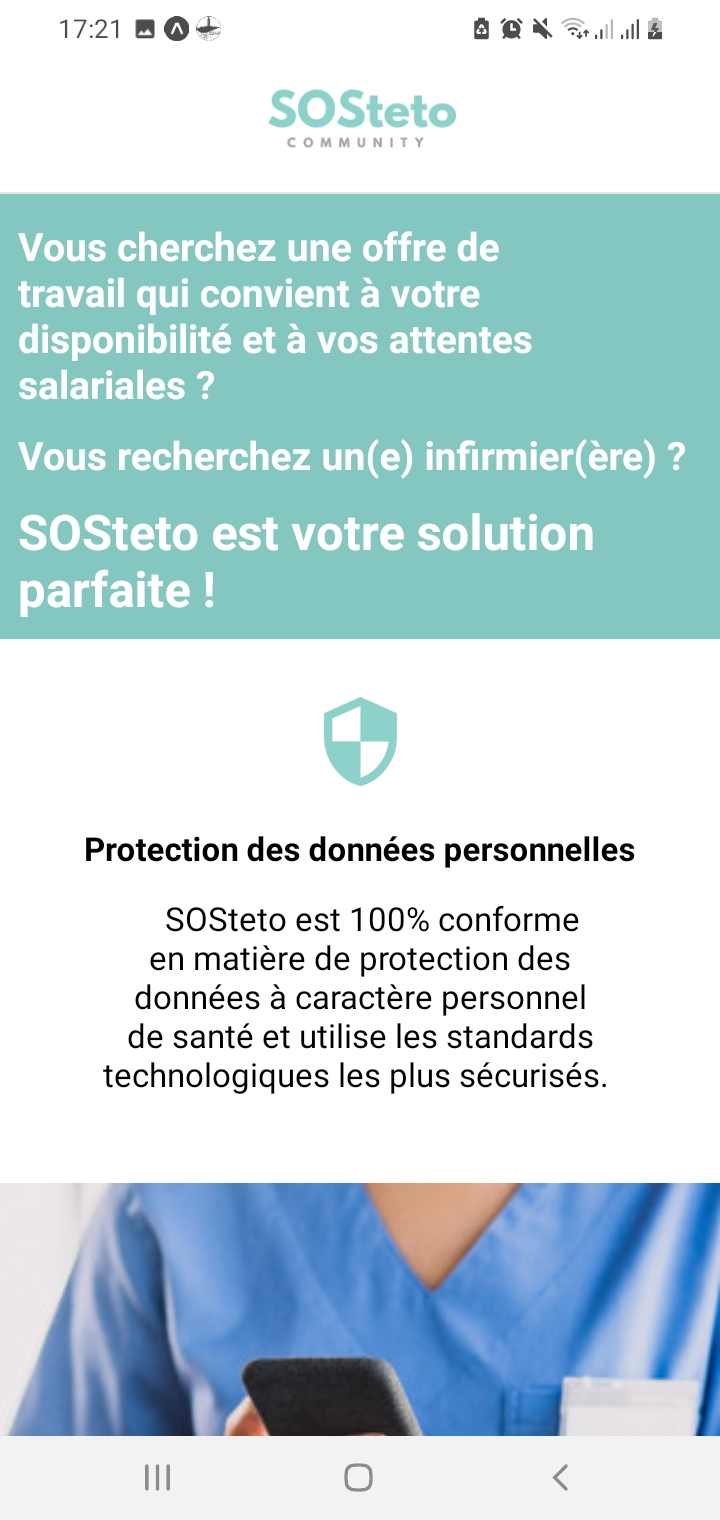 17:21
SOSteto
COMMUNITY
Vous cherchez une offre de
travail qui convient à votre
disponibilité et à vos attentes
salariales ?
Vous recherchez un(e) infirmier(ère) ?
SOSteto est votre solution
parfaite !
Protection des données personnelles
SOSteto est 100% conforme
en matière de protection des
données à caractère personnel
de santé et utilise les standards
technologiques les plus sécurisés.